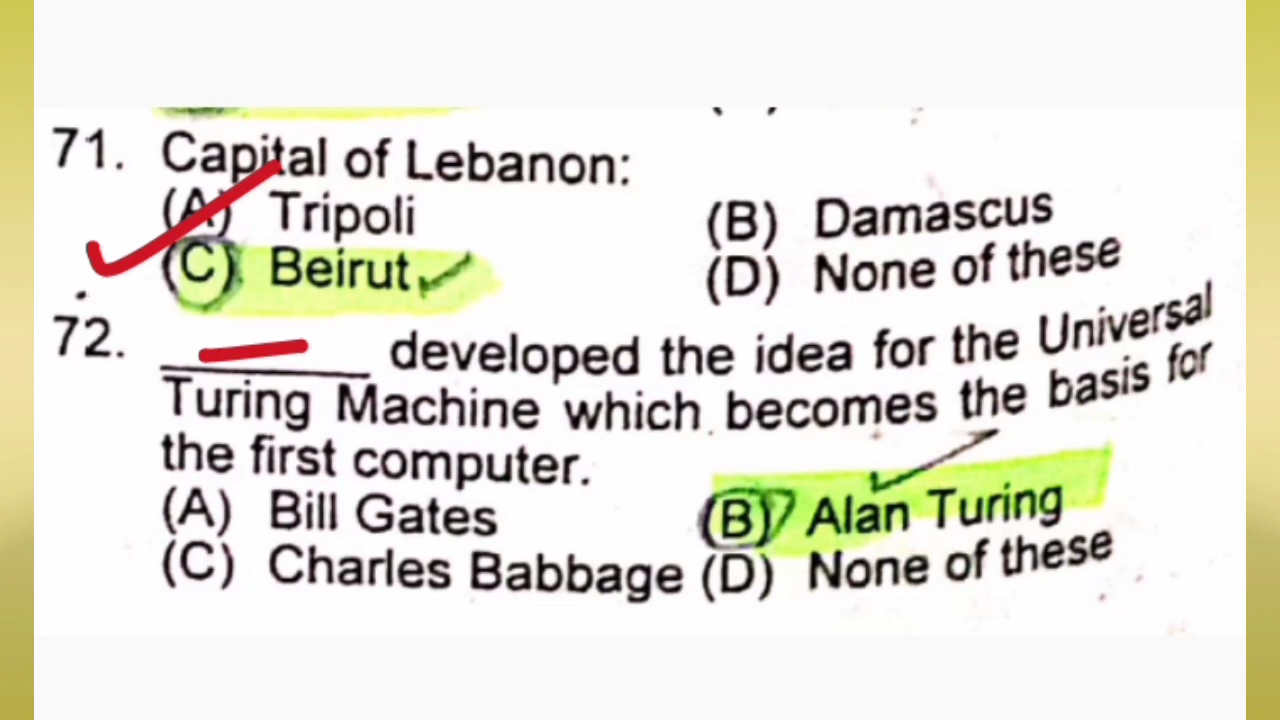 71. Capital of Lebanon:
(A) Tripoli (B) Damascus
(C) Beirut (D) None of these
72. ________ developed the idea for the Universal
Turing Machine which becomes the basis for
the first computer.
(A) Bill Gates (B) Alan Turing
(C) Charles Babbage (D) None of these